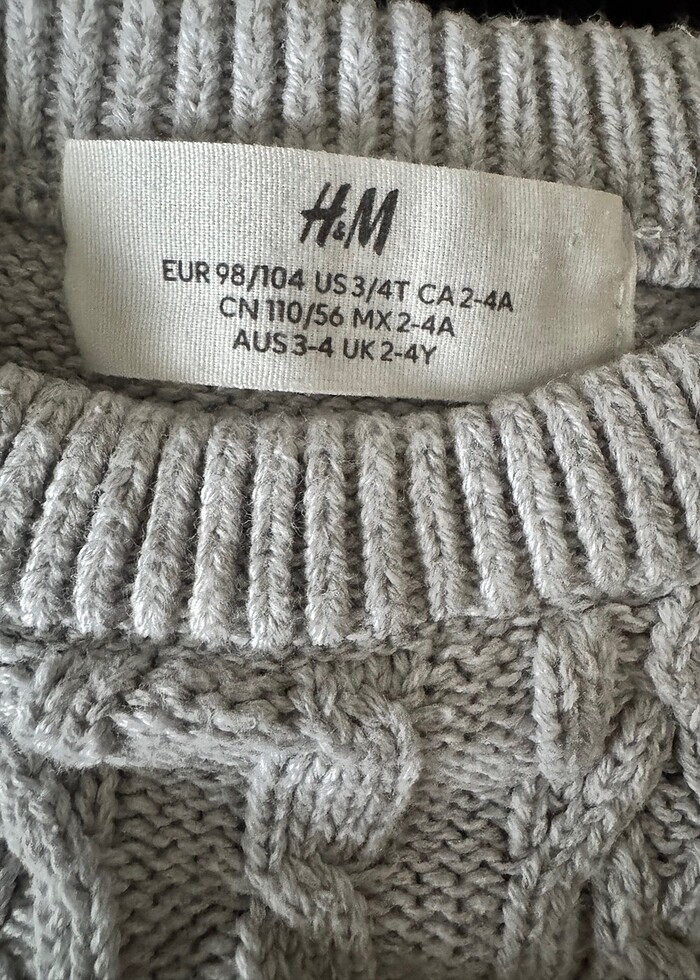 H&M
EUR 98/104 US 3/4T CA 2-4A
CN 110/56 MX 2-4A
AUS 3-4 UK 2-4Y